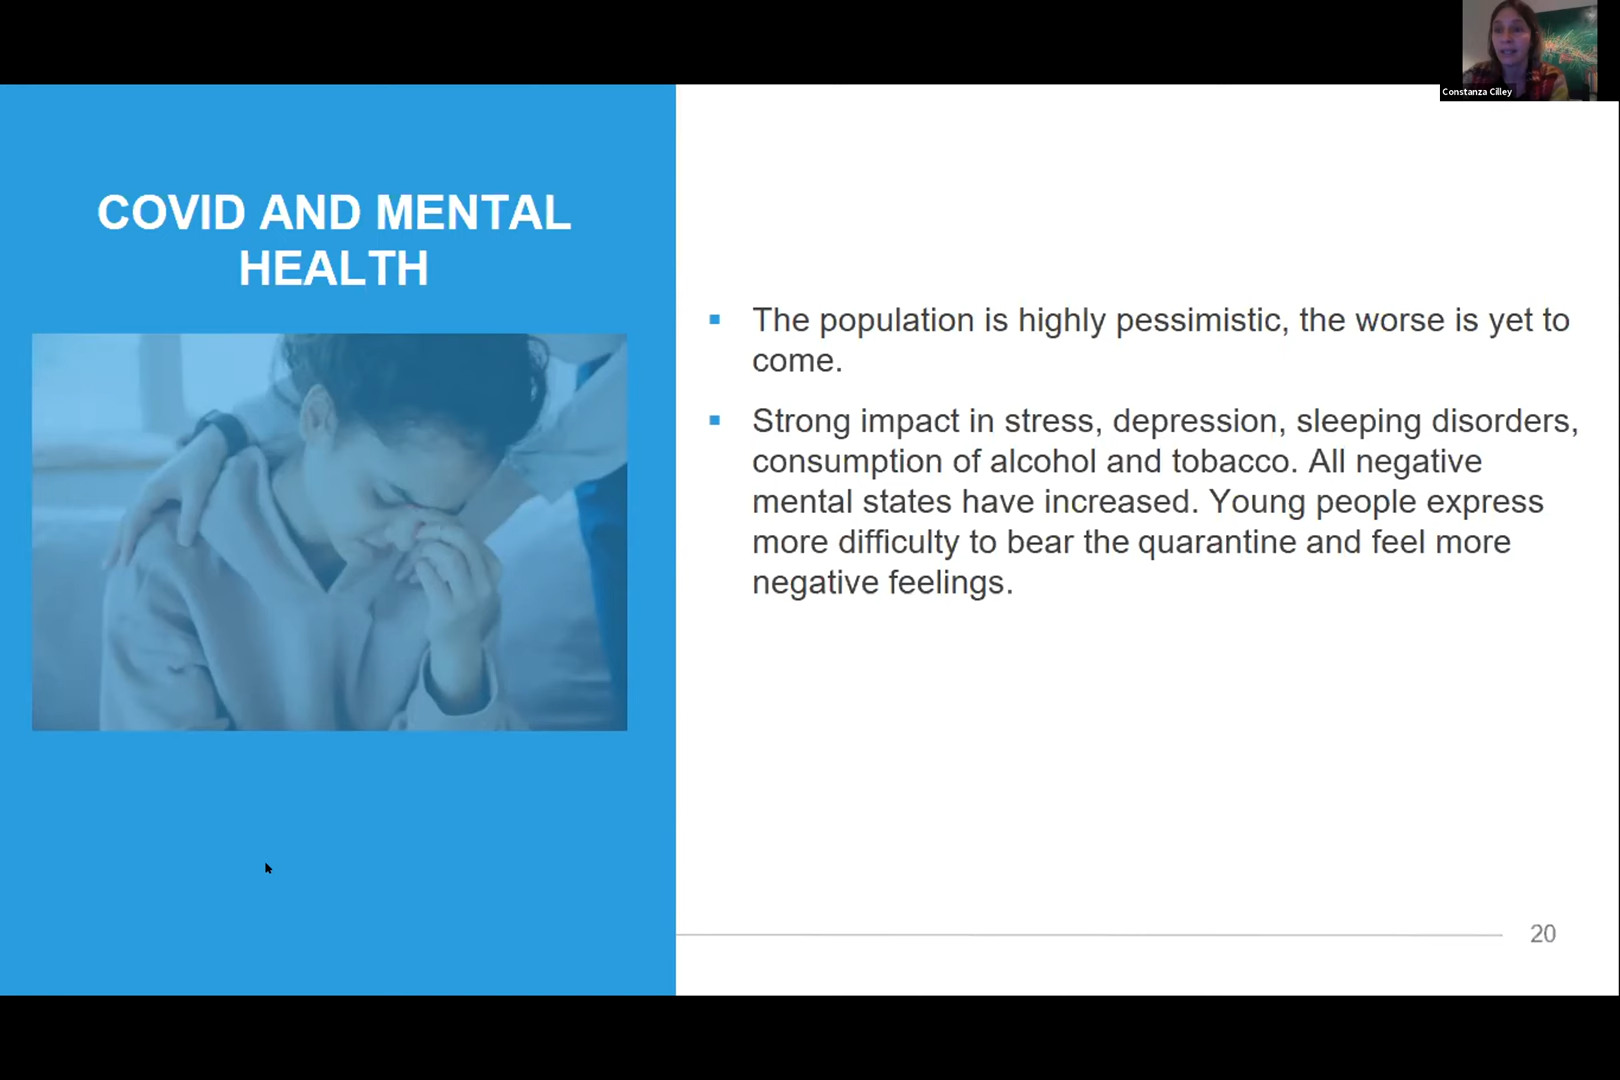 Constanza Cilley
COVID AND MENTAL
HEALTH
▪ The population is highly pessimistic, the worse is yet to
come.
▪ Strong impact in stress, depression, sleeping disorders,
consumption of alcohol and tobacco. All negative
mental states have increased. Young people express
more difficulty to bear the quarantine and feel more
negative feelings.
20